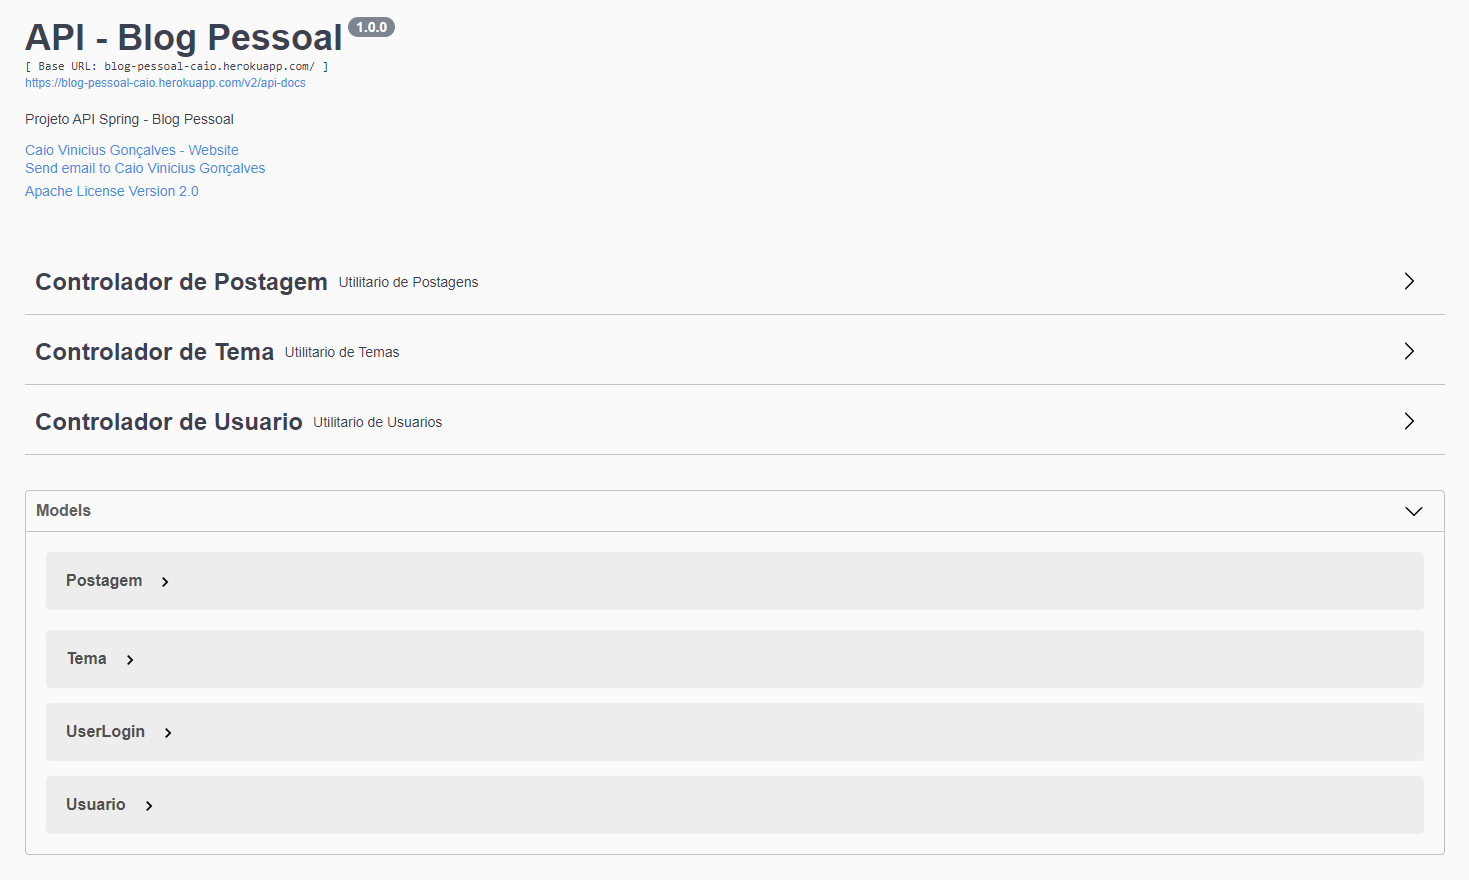 API - Blog Pessoal 1.0.0
[ Base URL: blog-pessoal-caio.herokuapp.com/ ]
https://blog-pessoal-caio.herokuapp.com/v2/api-docs
Projeto API Spring - Blog Pessoal
Caio Vinicius Gonçalves - Website
Send email to Caio Vinicius Gonçalves
Apache License Version 2.0
Controlador de Postagem Utilitario de Postagens
Controlador de Tema Utilitario de Temas
Controlador de Usuario Utilitario de Usuarios
Models
Postagem
Tema
UserLogin
Usuario